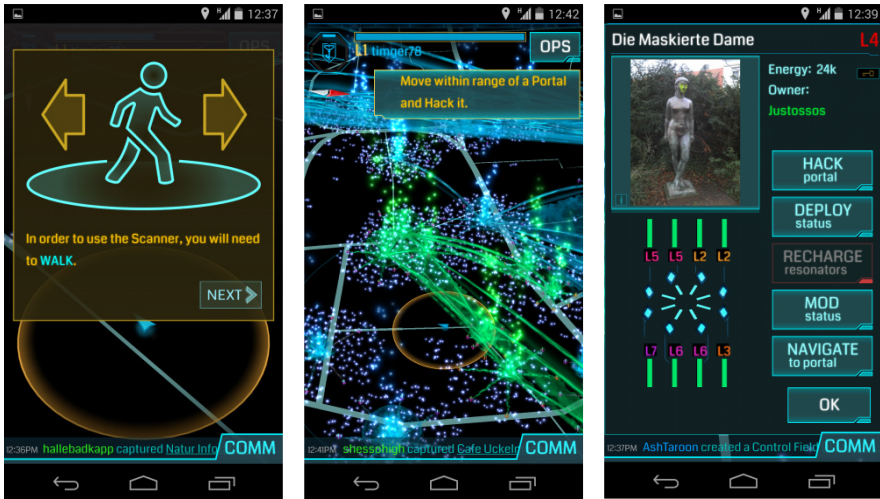 12:37
OPS
In order to use the Scanner, you will need
to WALK.
NEXT
12:36PM hallebadkapp captured Natur Info
COMM
H
12:42
L1 timger78
OPS
Move within range of a Portal
and Hack it.
12:41PM shessohigh captured Cafe Uckeln
COMM
H
12:39
Die Maskierte Dame
L4
Energy: 24k
Owner:
Justossos
i
HACK
portal
DEPLOY
status
L5 L5 L2 L2
RECHARGE
resonators
MOD
status
L7 L6 L6 L3
NAVIGATE
to portal
OK
12:37PM AshTaroon created a Control Field
COMM